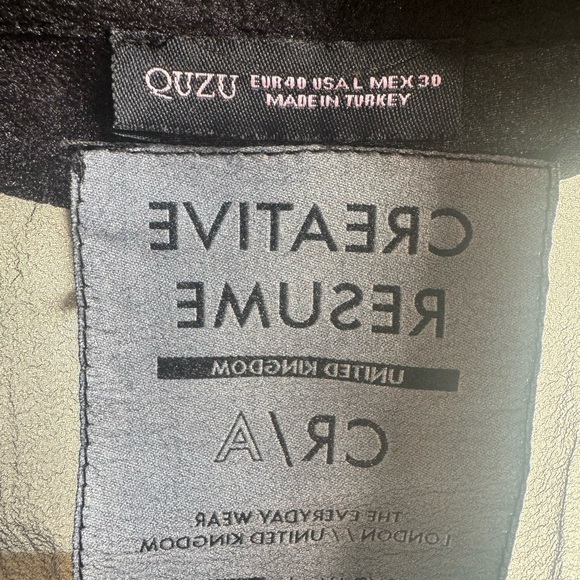 QUZU EUR40 USA L MEX 30
MADE IN TURKEY
CREATIVE
RESUME
UNITED KINGDOM
CR/A
THE EVERYDAY WEAR
LONDON // UNITED KINGDOM